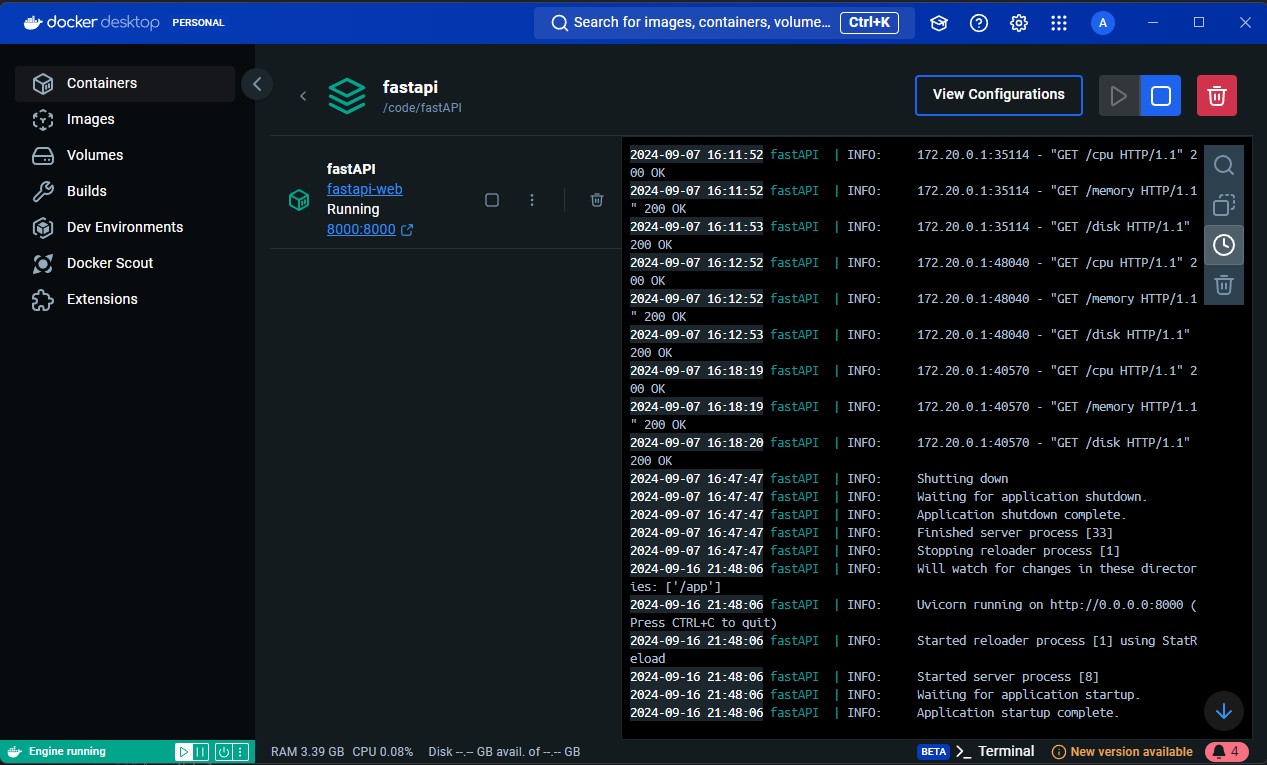 docker desktop PERSONAL
Search for images, containers, volume... Ctrl+K
A
Containers
Images
Volumes
Builds
Dev Environments
Docker Scout
Extensions
fastapi
/code/fastAPI
View Configurations
fastAPI
fastapi-web
Running
8000:8000
2024-09-07 16:11:52 fastAPI | INFO: 172.20.0.1:35114 - "GET /cpu HTTP/1.1" 2
00 OK
2024-09-07 16:11:52 fastAPI | INFO: 172.20.0.1:35114 - "GET /memory HTTP/1.1
" 200 OK
2024-09-07 16:11:53 fastAPI | INFO: 172.20.0.1:35114 - "GET /disk HTTP/1.1"
200 OK
2024-09-07 16:12:52 fastAPI | INFO: 172.20.0.1:48040 - "GET /cpu HTTP/1.1" 2
00 OK
2024-09-07 16:12:52 fastAPI | INFO: 172.20.0.1:48040 - "GET /memory HTTP/1.1
" 200 OK
2024-09-07 16:12:53 fastAPI | INFO: 172.20.0.1:48040 - "GET /disk HTTP/1.1"
200 OK
2024-09-07 16:18:19 fastAPI | INFO: 172.20.0.1:40570 - "GET /cpu HTTP/1.1" 2
00 OK
2024-09-07 16:18:19 fastAPI | INFO: 172.20.0.1:40570 - "GET /memory HTTP/1.1
" 200 OK
2024-09-07 16:18:20 fastAPI | INFO: 172.20.0.1:40570 - "GET /disk HTTP/1.1"
200 OK
2024-09-07 16:47:47 fastAPI | INFO: Shutting down
2024-09-07 16:47:47 fastAPI | INFO: Waiting for application shutdown.
2024-09-07 16:47:47 fastAPI | INFO: Application shutdown complete.
2024-09-07 16:47:47 fastAPI | INFO: Finished server process [33]
2024-09-07 16:47:47 fastAPI | INFO: Stopping reloader process [1]
2024-09-16 21:48:06 fastAPI | INFO: Will watch for changes in these director
ies: ['/app']
2024-09-16 21:48:06 fastAPI | INFO: Uvicorn running on http://0.0.0.0:8000 (
Press CTRL+C to quit)
2024-09-16 21:48:06 fastAPI | INFO: Started reloader process [1] using StatR
eload
2024-09-16 21:48:06 fastAPI | INFO: Started server process [8]
2024-09-16 21:48:06 fastAPI | INFO: Waiting for application startup.
2024-09-16 21:48:06 fastAPI | INFO: Application startup complete.
Engine running
RAM 3.39 GB CPU 0.08% Disk --.-- GB avail. of --.-- GB
BETA Terminal New version available 4